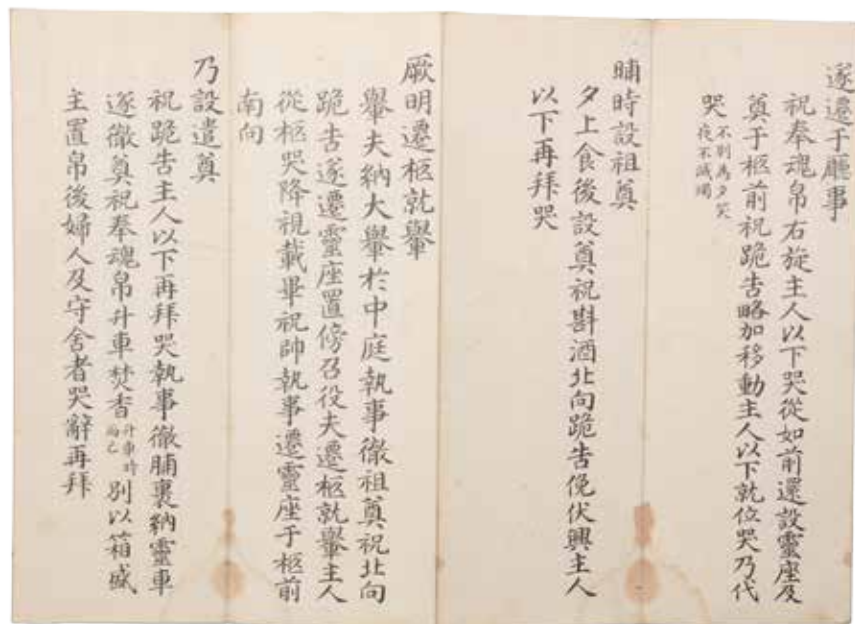 遂遷于廳事
祝奉魂帛右旋主人以下哭從如前還設靈座及
奠于柩前祝跪告略加移動主人以下就位哭乃代
哭不別爲夕哭
夜不滅燭
晡時設祖奠
夕上食後設奠祝斟酒北向跪告俛伏興主人
以下再拜哭
厥明遷柩就轝
轝夫納大轝於中庭執事徹祖奠祝北向
跪告遂遷靈座置傍召役夫遷柩就轝主人
從柩哭降視載畢祝帥執事遷靈座于柩前
南向
乃設遣奠
祝跪告主人以下再拜哭執事徹脯裹納靈車
遂徹奠祝奉魂帛升車焚香升車時
別以箱盛
主置帛後婦人及守舍者哭辭再拜